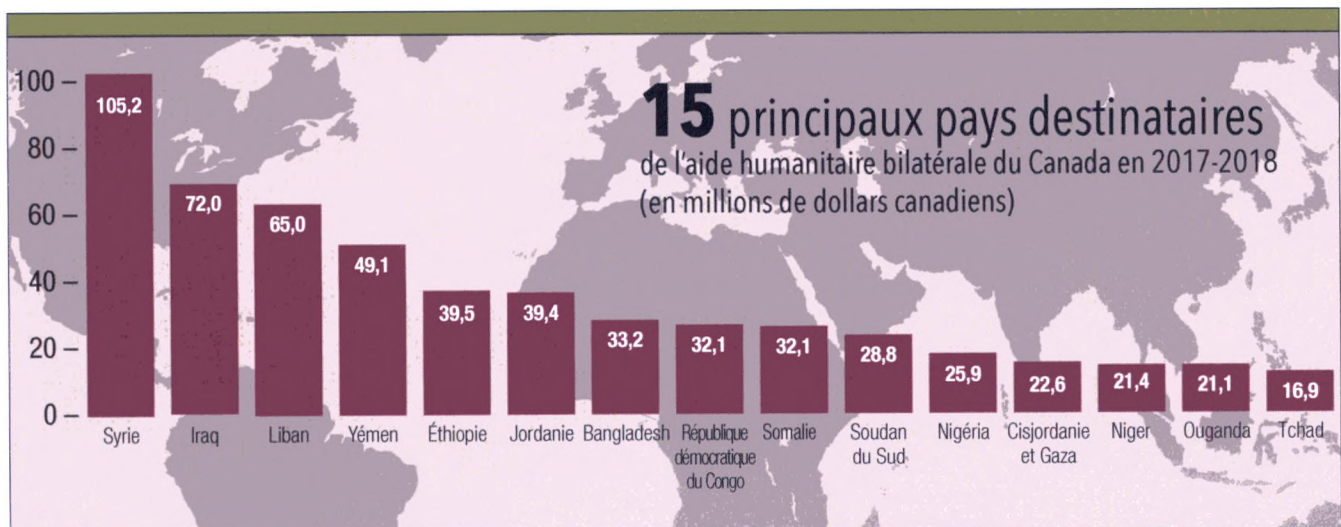 15 principaux pays destinataires
de l'aide humanitaire bilatérale du Canada en 2017-2018
(en millions de dollars canadiens)
100
80
60
40
20
0
105,2
72,0
65,0
49,1
39,5
39,4
33,2
32,1
32,1
28,8
25,9
22,6
21,4
21,1
16,9
Syrie
Iraq
Liban
Yémen
Éthiopie
Jordanie
Bangladesh
République
démocratique
du Congo
Somalie
Soudan
du Sud
Nigéria
Cisjordanie
et Gaza
Niger
Ouganda
Tchad